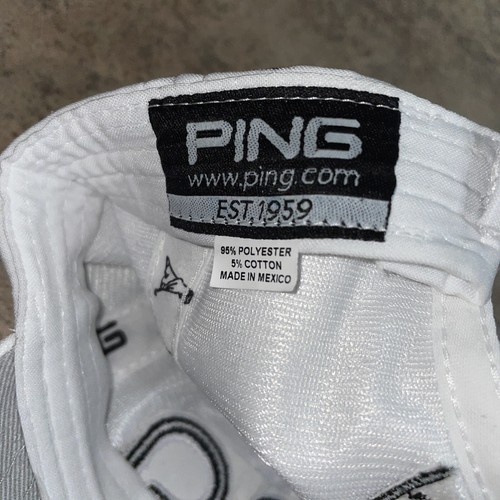 PING
www.ping.com
EST. 1959
95% POLYESTER
5% COTTON
MADE IN MEXICO